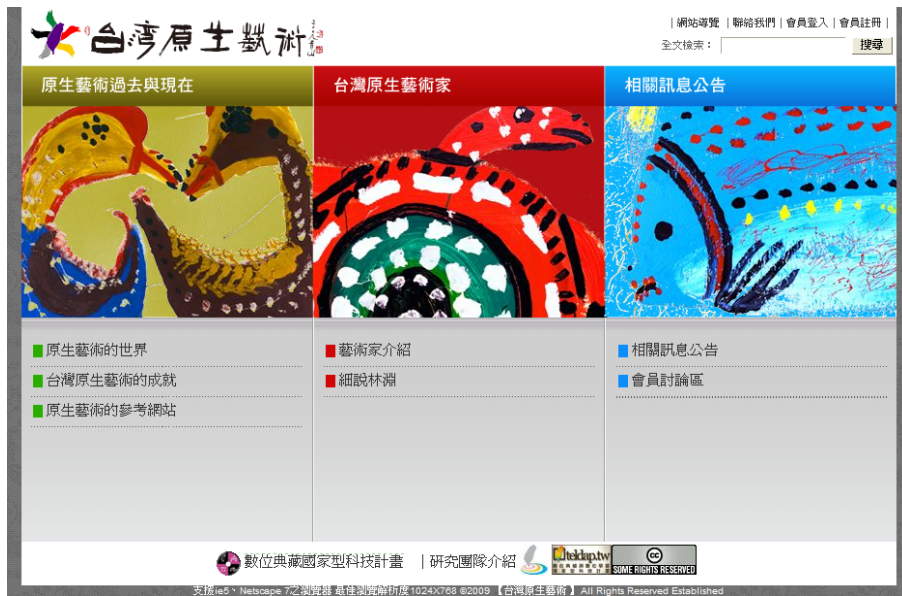 台湾原生藝術
| 網站導覽 | 聯絡我們 | 會員登入 | 會員註冊 |
全文檢索：
搜尋
原生藝術過去與現在
台灣原生藝術家
相關訊息公告
原生藝術的世界
台灣原生藝術的成就
原生藝術的參考網站
藝術家介紹
細說林淵
相關訊息公告
會員討論區
數位典藏國家型科技計畫
| 研究團隊介紹
teldap.tw
cc
SOME RIGHTS RESERVED
支援ie5、Netscape 7之瀏覽器 最佳瀏覽解析度1024X768 ©2009 【台灣原生藝術 】All Rights Reserved Established